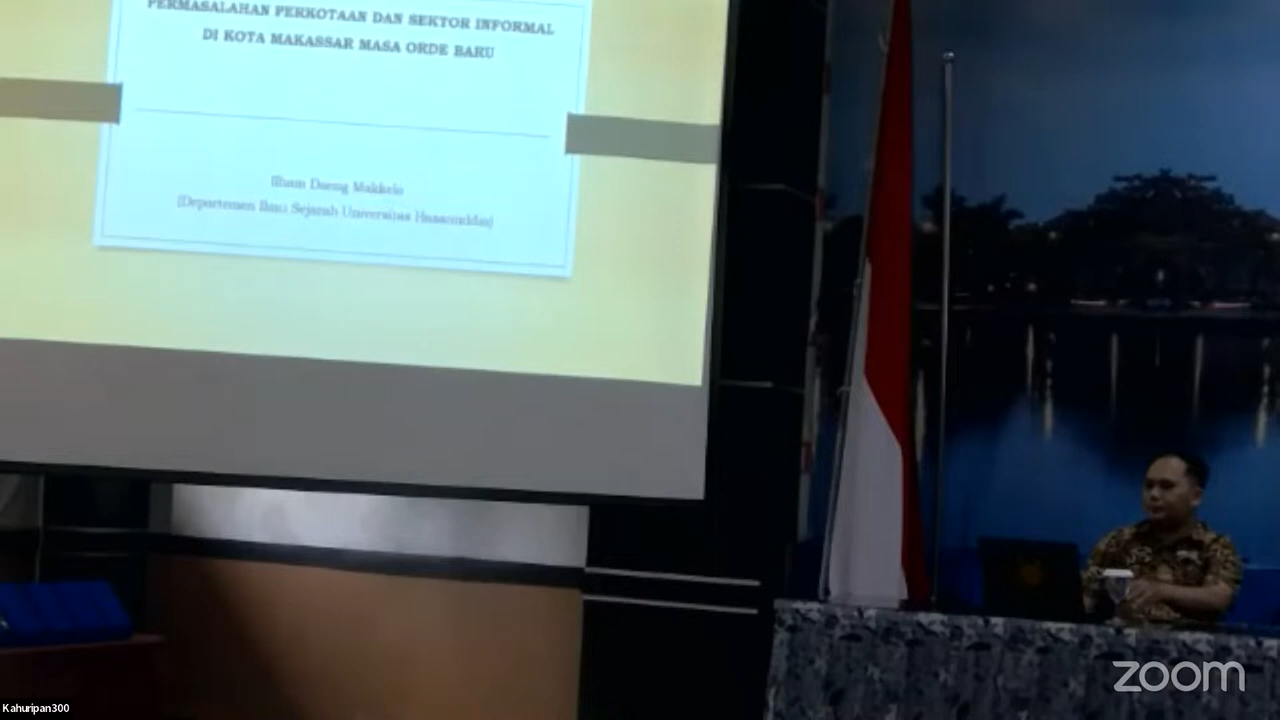 PERMASALAHAN PERKOTAAN DAN SEKTOR INFORMAL
DI KOTA MAKASSAR MASA ORDE BARU
Ilham Daeng Makkelo
(Departemen Ilmu Sejarah Universitas Hasanuddin)
zoom
Kahuripan300